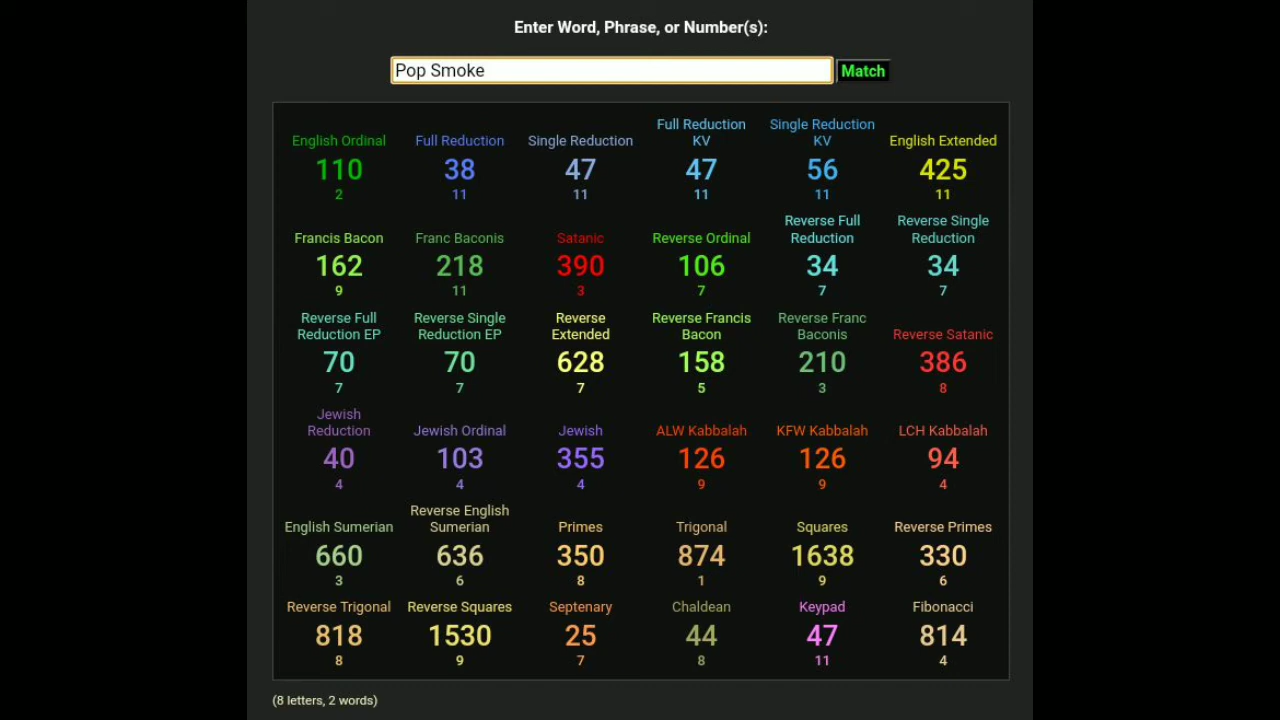 Enter Word, Phrase, or Number(s):
Pop Smoke Match
Full Reduction Single Reduction
English Ordinal Full Reduction Single Reduction KV KV English Extended
110 38 47 47 56 425
2 11 11 11 11 11
Reverse Full Reverse Single
Francis Bacon Franc Baconis Satanic Reverse Ordinal Reduction Reduction
162 218 390 106 34 34
9 11 3 7 7 7
Reverse Full Reverse Single Reverse Reverse Francis Reverse Franc
Reduction EP Reduction EP Extended Bacon Baconis Reverse Satanic
70 70 628 158 210 386
7 7 7 5 3 8
Jewish
Reduction Jewish Ordinal Jewish ALW Kabbalah KFW Kabbalah LCH Kabbalah
40 103 355 126 126 94
4 4 4 9 9 4
Reverse English
English Sumerian Sumerian Primes Trigonal Squares Reverse Primes
660 636 350 874 1638 330
3 6 8 1 9 6
Reverse Trigonal Reverse Squares Septenary Chaldean Keypad Fibonacci
818 1530 25 44 47 814
8 9 7 8 11 4
(8 letters, 2 words)